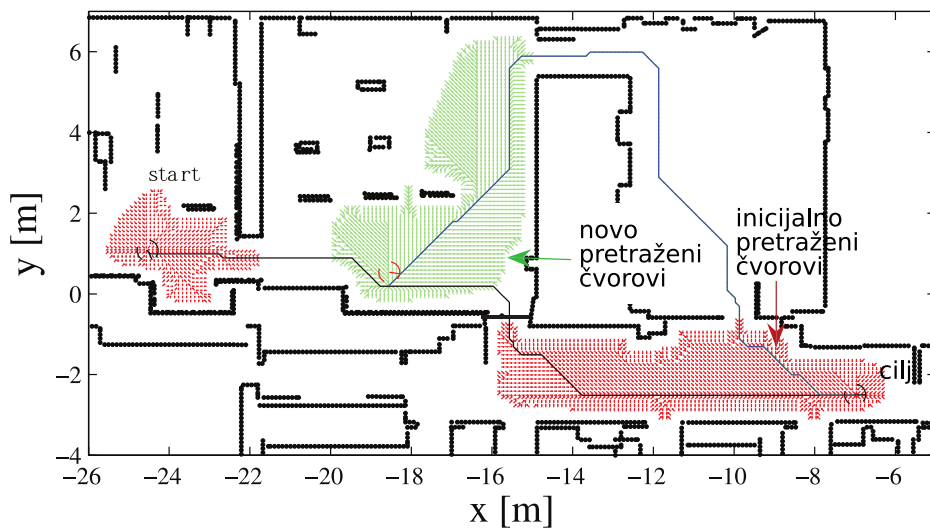 6
4
2
0
−2
−4
y [m]
start
novo
pretraženi
čvorovi
inicijalno
pretraženi
čvorovi
cilj
−26
−24
−22
−20
−18
−16
−14
−12
−10
−8
−6
x [m]